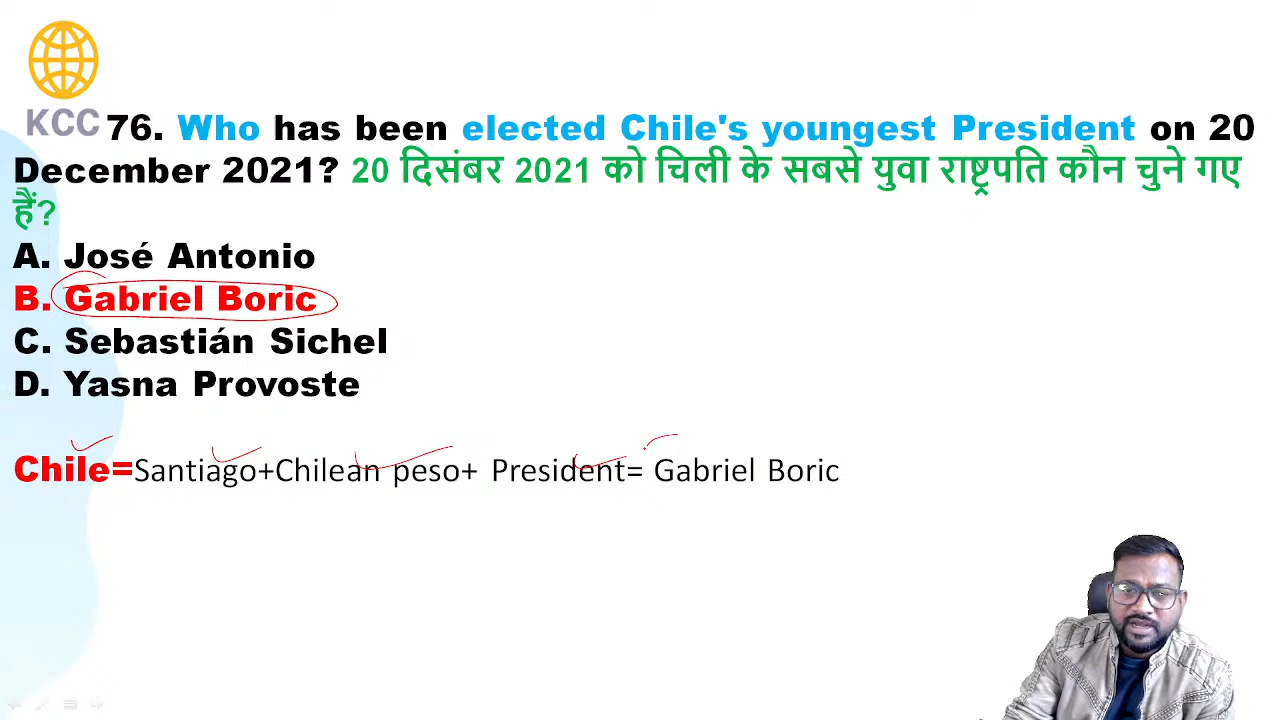 KCC 76. Who has been elected Chile's youngest President on 20
December 2021? 20 दिसंबर 2021 को चिली के सबसे युवा राष्ट्रपति कौन चुने गए
हैं?
A. José Antonio
B. Gabriel Boric
C. Sebastián Sichel
D. Yasna Provoste
Chile=Santiago+Chilean peso+ President= Gabriel Boric